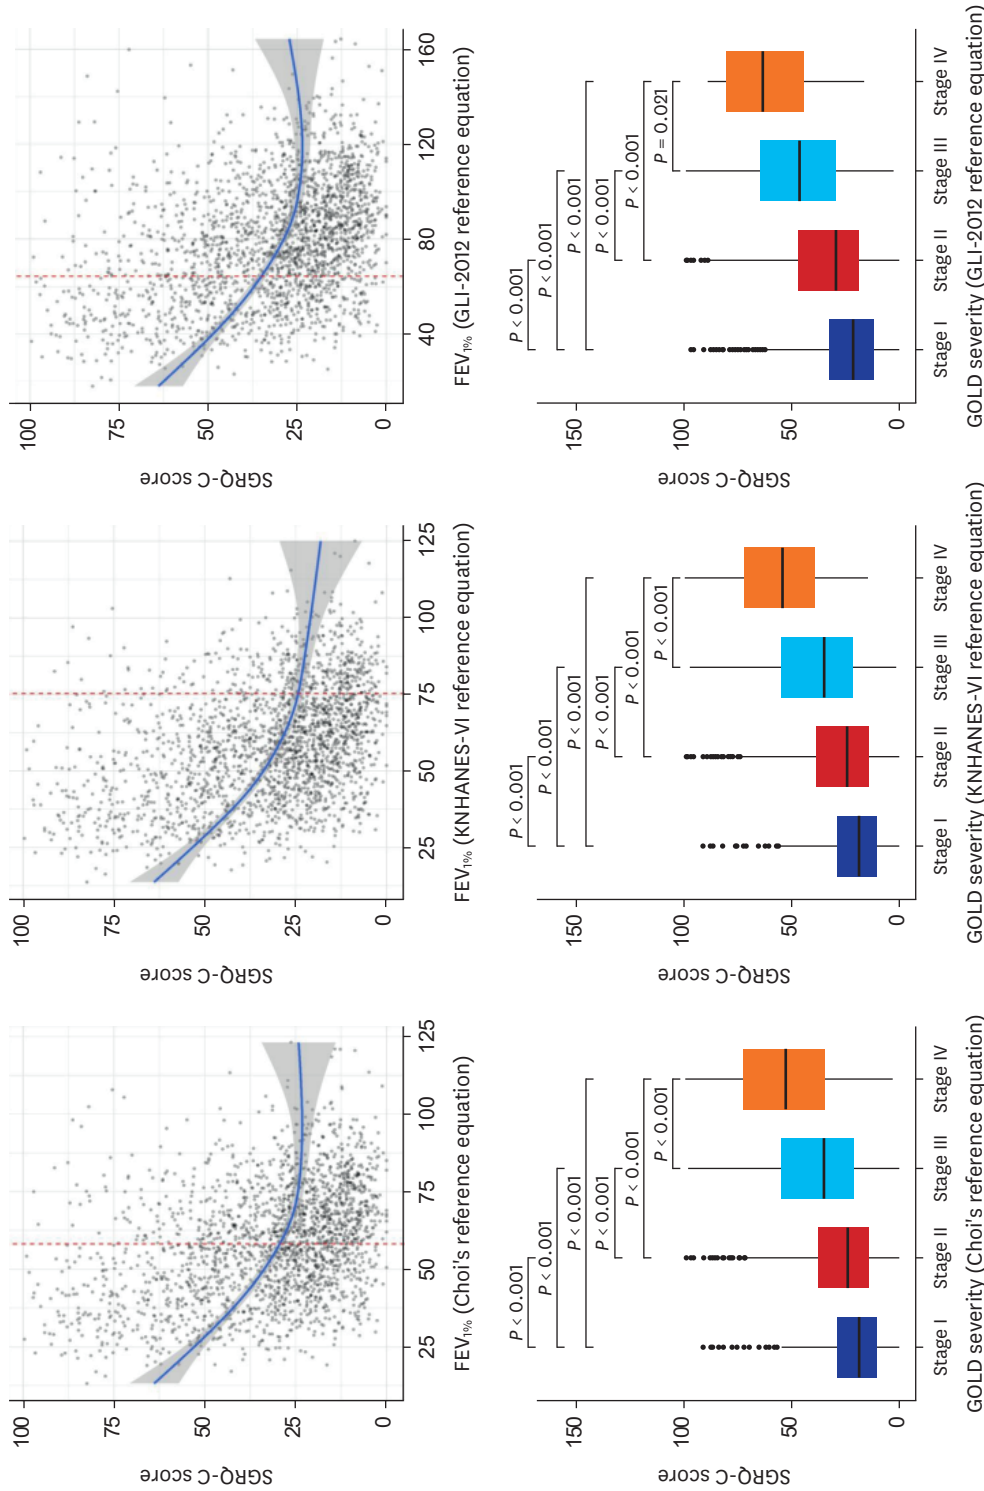 SGRQ-C score
100
75
50
25
0
25
50
75
100
125
FEV1% (Choi's reference equation)
SGRQ-C score
100
75
50
25
0
25
50
75
100
125
FEV1% (KNHANES-VI reference equation)
SGRQ-C score
100
75
50
25
0
40
80
120
160
FEV1% (GLI-2012 reference equation)
SGRQ-C score
150
100
50
0
P < 0.001
P < 0.001
P < 0.001
P < 0.001
P < 0.001
P < 0.001
Stage I
Stage II
Stage III
Stage IV
GOLD severity (Choi's reference equation)
SGRQ-C score
150
100
50
0
P < 0.001
P < 0.001
P < 0.001
P < 0.001
P < 0.001
P < 0.001
Stage I
Stage II
Stage III
Stage IV
GOLD severity (KNHANES-VI reference equation)
SGRQ-C score
150
100
50
0
P < 0.001
P < 0.001
P < 0.001
P < 0.001
P < 0.001
P = 0.021
Stage I
Stage II
Stage III
Stage IV
GOLD severity (GLI-2012 reference equation)